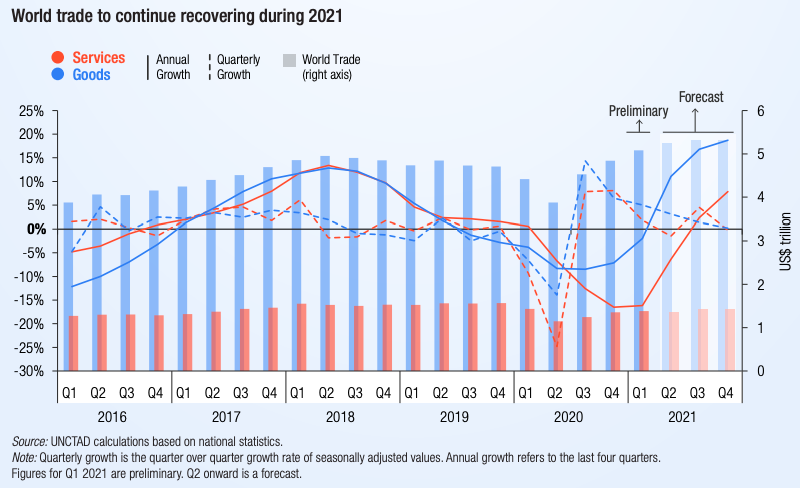 World trade to continue recovering during 2021
Services
Goods
Annual
Growth
Quarterly
Growth
World Trade
(right axis)
Preliminary
Forecast
25%
20%
15%
10%
5%
0%
-5%
-10%
-15%
-20%
-25%
-30%
6
5
4
3
2
1
0
US$ trillion
Q1 Q2 Q3 Q4 Q1 Q2 Q3 Q4 Q1 Q2 Q3 Q4 Q1 Q2 Q3 Q4 Q1 Q2 Q3 Q4 Q1 Q2 Q3 Q4
2016 2017 2018 2019 2020 2021
Source: UNCTAD calculations based on national statistics.
Note: Quarterly growth is the quarter over quarter growth rate of seasonally adjusted values. Annual growth refers to the last four quarters.
Figures for Q1 2021 are preliminary. Q2 onward is a forecast.